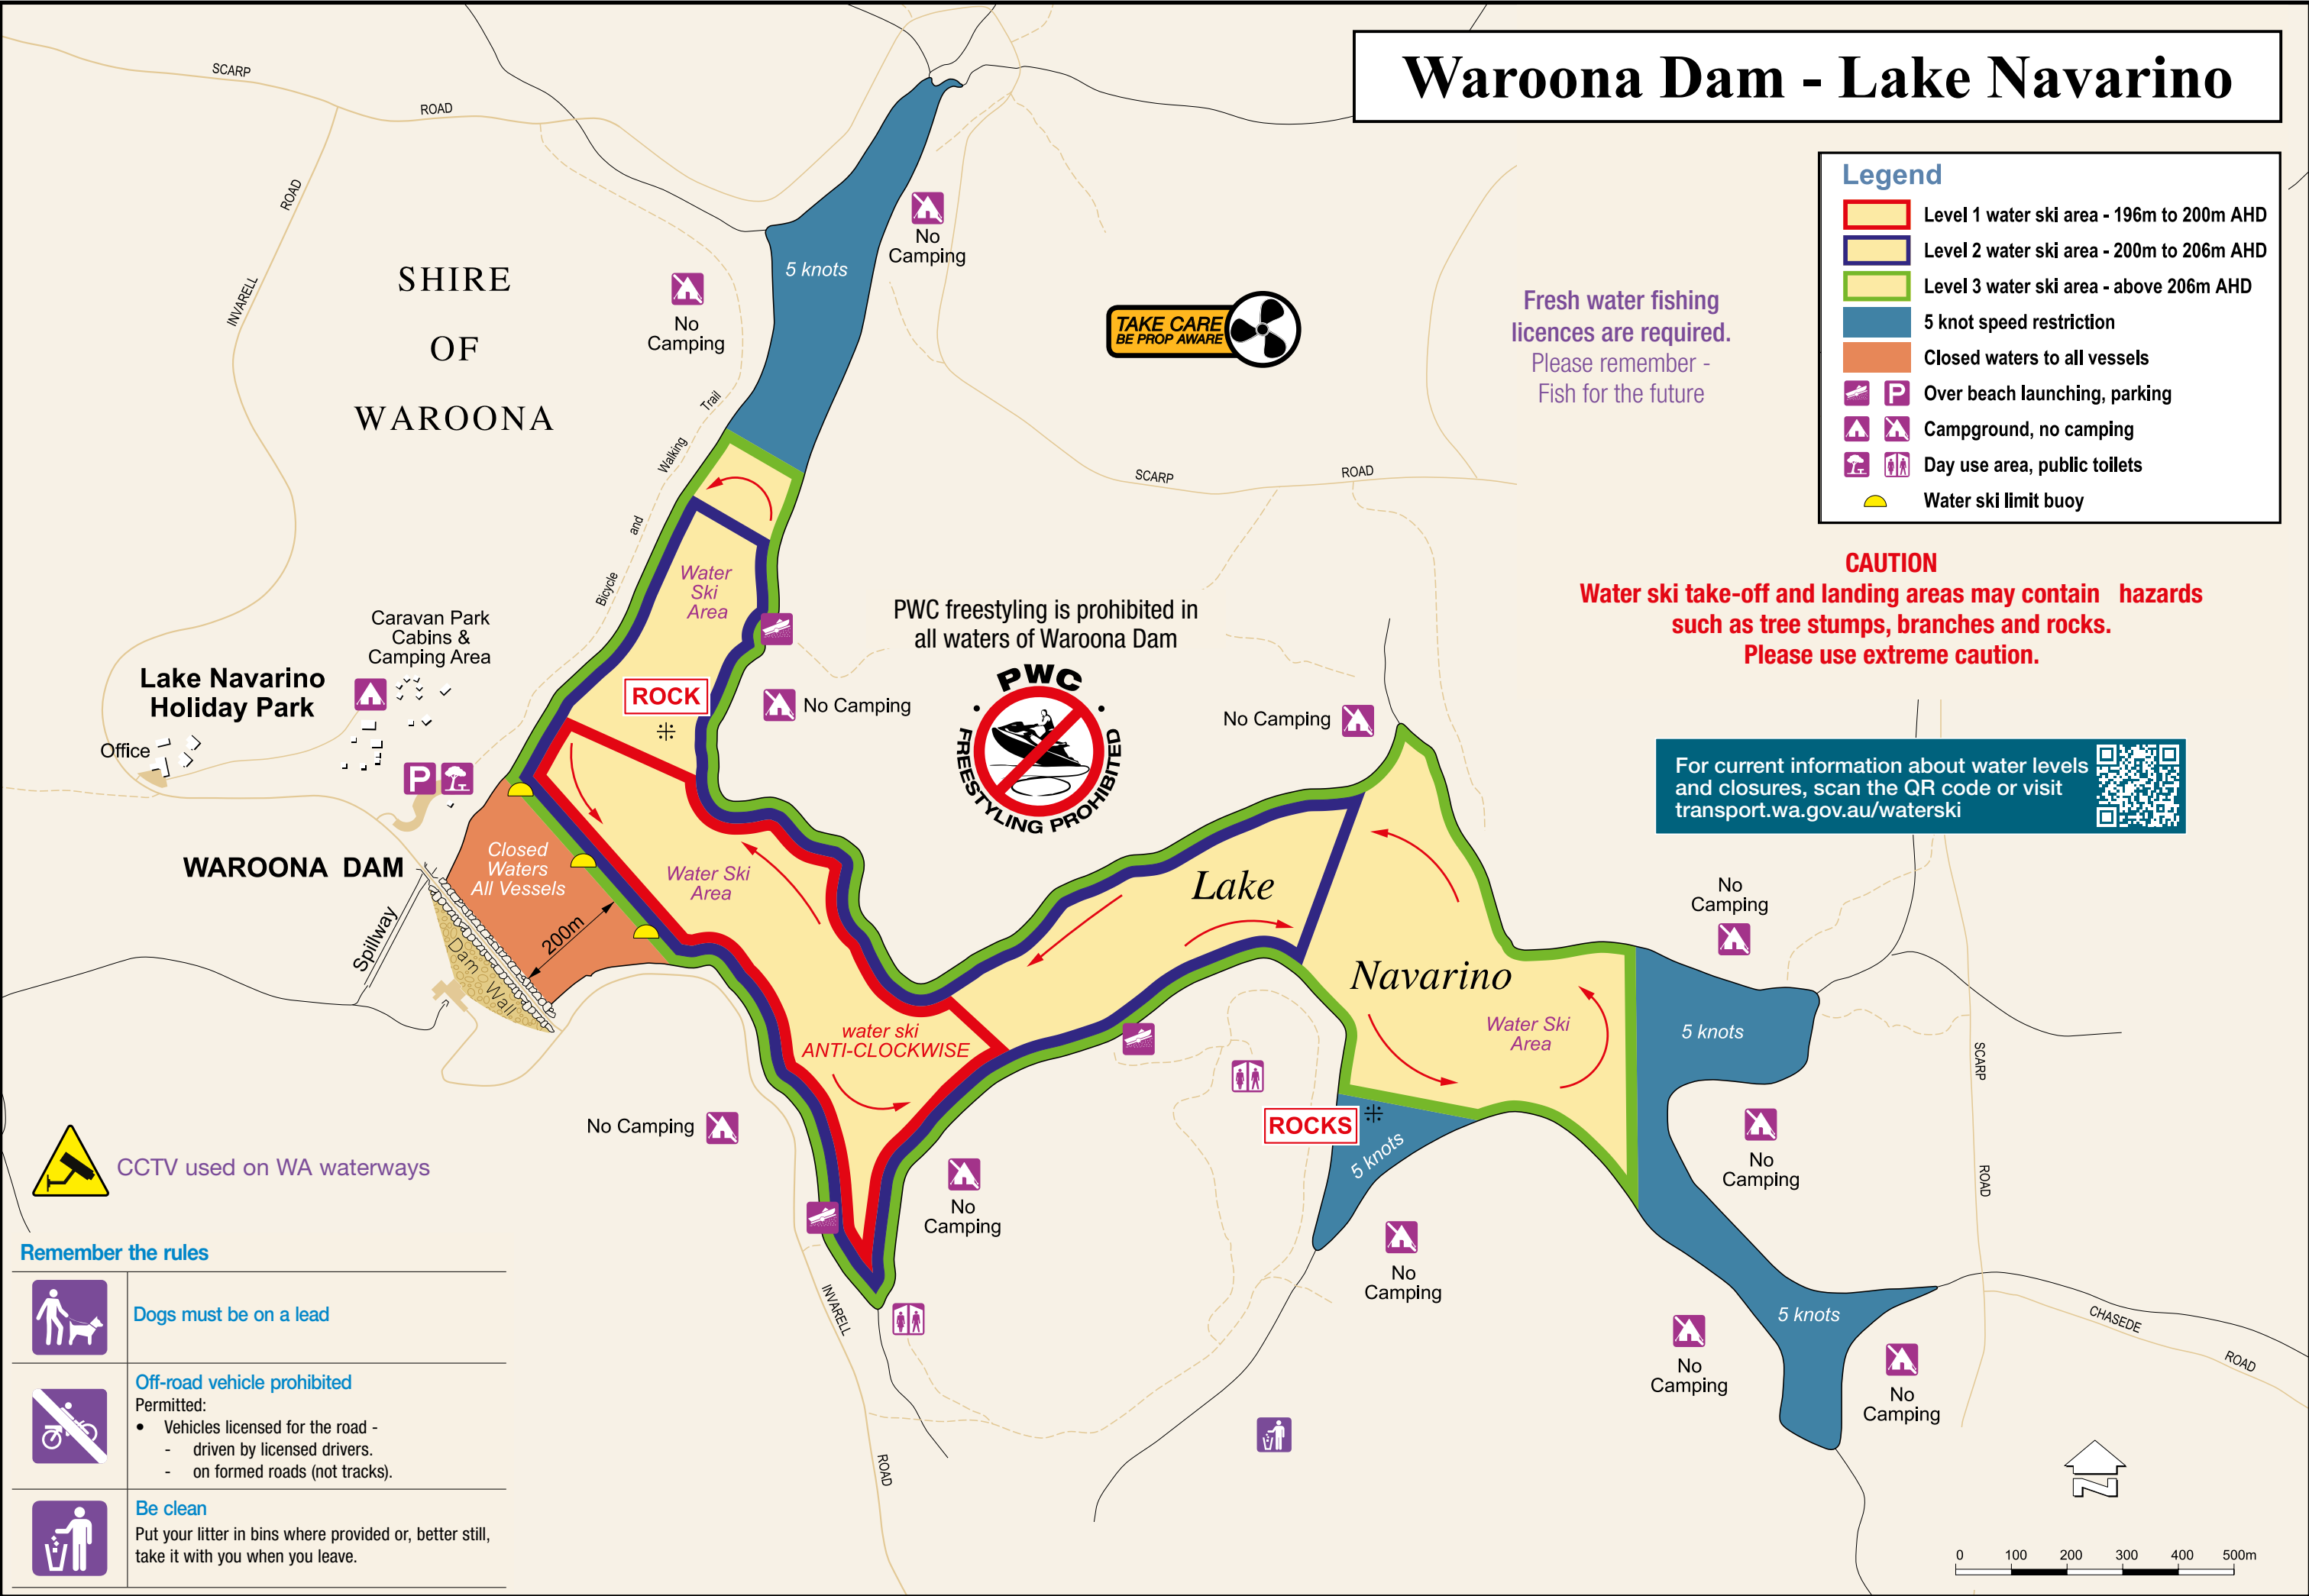 Waroona Dam - Lake Navarino
Legend
Level 1 water ski area - 196m to 200m AHD
Level 2 water ski area - 200m to 206m AHD
Level 3 water ski area - above 206m AHD
5 knot speed restriction
Closed waters to all vessels
P Over beach launching, parking
Campground, no camping
Day use area, public toilets
Water ski limit buoy
SCARP
ROAD
ROAD
INVARELL
SHIRE
OF
WAROONA
No
Camping
No
Camping
5 knots
TAKE CARE
BE PROP AWARE
Fresh water fishing
licences are required.
Please remember -
Fish for the future
Bicycle and Walking Trail
SCARP
ROAD
CAUTION
Water ski take-off and landing areas may contain hazards
such as tree stumps, branches and rocks.
Please use extreme caution.
Water
Ski
Area
PWC freestyling is prohibited in
all waters of Waroona Dam
PWC
FREESTYLING PROHIBITED
Caravan Park
Cabins &
Camping Area
Lake Navarino
Holiday Park
Office
P
ROCK
No Camping
No Camping
For current information about water levels
and closures, scan the QR code or visit
transport.wa.gov.au/waterski
WAROONA DAM
Closed
Waters
All Vessels
200m
Spillway
Dam Wall
Water Ski
Area
Lake
Navarino
No
Camping
water ski
ANTI-CLOCKWISE
Water Ski
Area
5 knots
SCARP
ROAD
No Camping
ROCKS
5 knots
No
Camping
No
Camping
No
Camping
5 knots
No
Camping
No
Camping
CHASEDE
ROAD
INVARELL
ROAD
CCTV used on WA waterways
Remember the rules
Dogs must be on a lead
Off-road vehicle prohibited
Permitted:
• Vehicles licensed for the road -
- driven by licensed drivers.
- on formed roads (not tracks).
Be clean
Put your litter in bins where provided or, better still,
take it with you when you leave.
N
0 100 200 300 400 500m